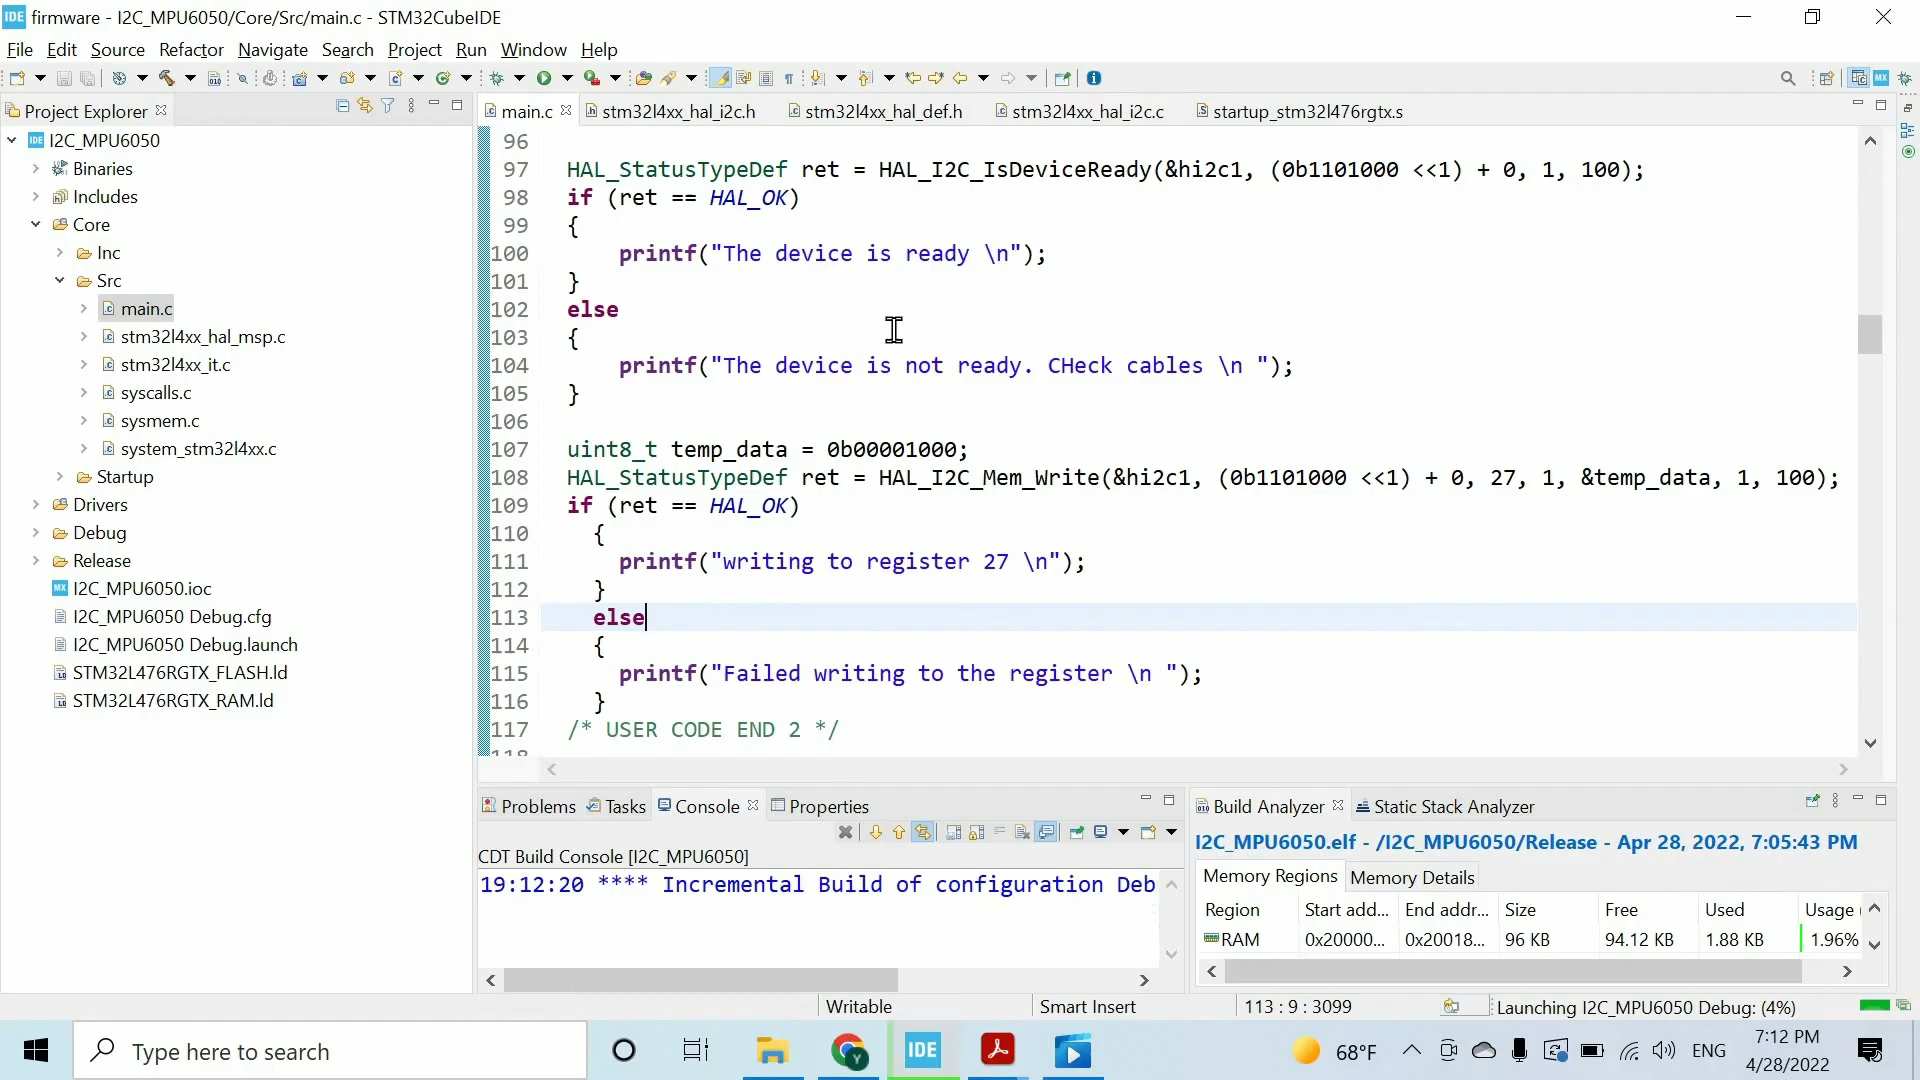 IDE firmware - I2C_MPU6050/Core/Src/main.c - STM32CubeIDE
File Edit Source Refactor Navigate Search Project Run Window Help
Project Explorer
main.c
stm32l4xx_hal_i2c.h
stm32l4xx_hal_def.h
stm32l4xx_hal_i2c.c
startup_stm32l476rgtx.s
IDE I2C_MPU6050
Binaries
Includes
Core
Inc
Src
main.c
stm32l4xx_hal_msp.c
stm32l4xx_it.c
syscalls.c
sysmem.c
system_stm32l4xx.c
Startup
Drivers
Debug
Release
MX I2C_MPU6050.ioc
I2C_MPU6050 Debug.cfg
I2C_MPU6050 Debug.launch
STM32L476RGTX_FLASH.ld
STM32L476RGTX_RAM.ld
96
97 HAL_StatusTypeDef ret = HAL_I2C_IsDeviceReady(&hi2c1, (0b1101000 <<1) + 0, 1, 100);
98 if (ret == HAL_OK)
99 {
100 printf("The device is ready \n");
101 }
102 else
103 {
104 printf("The device is not ready. CHeck cables \n ");
105 }
106
107 uint8_t temp_data = 0b00001000;
108 HAL_StatusTypeDef ret = HAL_I2C_Mem_Write(&hi2c1, (0b1101000 <<1) + 0, 27, 1, &temp_data, 1, 100);
109 if (ret == HAL_OK)
110 {
111 printf("writing to register 27 \n");
112 }
113 else
114 {
115 printf("Failed writing to the register \n ");
116 }
117 /* USER CODE END 2 */
118
Problems Tasks Console Properties
CDT Build Console [I2C_MPU6050]
19:12:20 **** Incremental Build of configuration Deb
Build Analyzer Static Stack Analyzer
I2C_MPU6050.elf - /I2C_MPU6050/Release - Apr 28, 2022, 7:05:43 PM
Memory Regions Memory Details
Region Start add... End addr... Size Free Used Usage (
RAM 0x20000... 0x20018... 96 KB 94.12 KB 1.88 KB 1.96%
Writable Smart Insert 113 : 9 : 3099 Launching I2C_MPU6050 Debug: (4%)
Type here to search
IDE
68°F
ENG
7:12 PM
4/28/2022